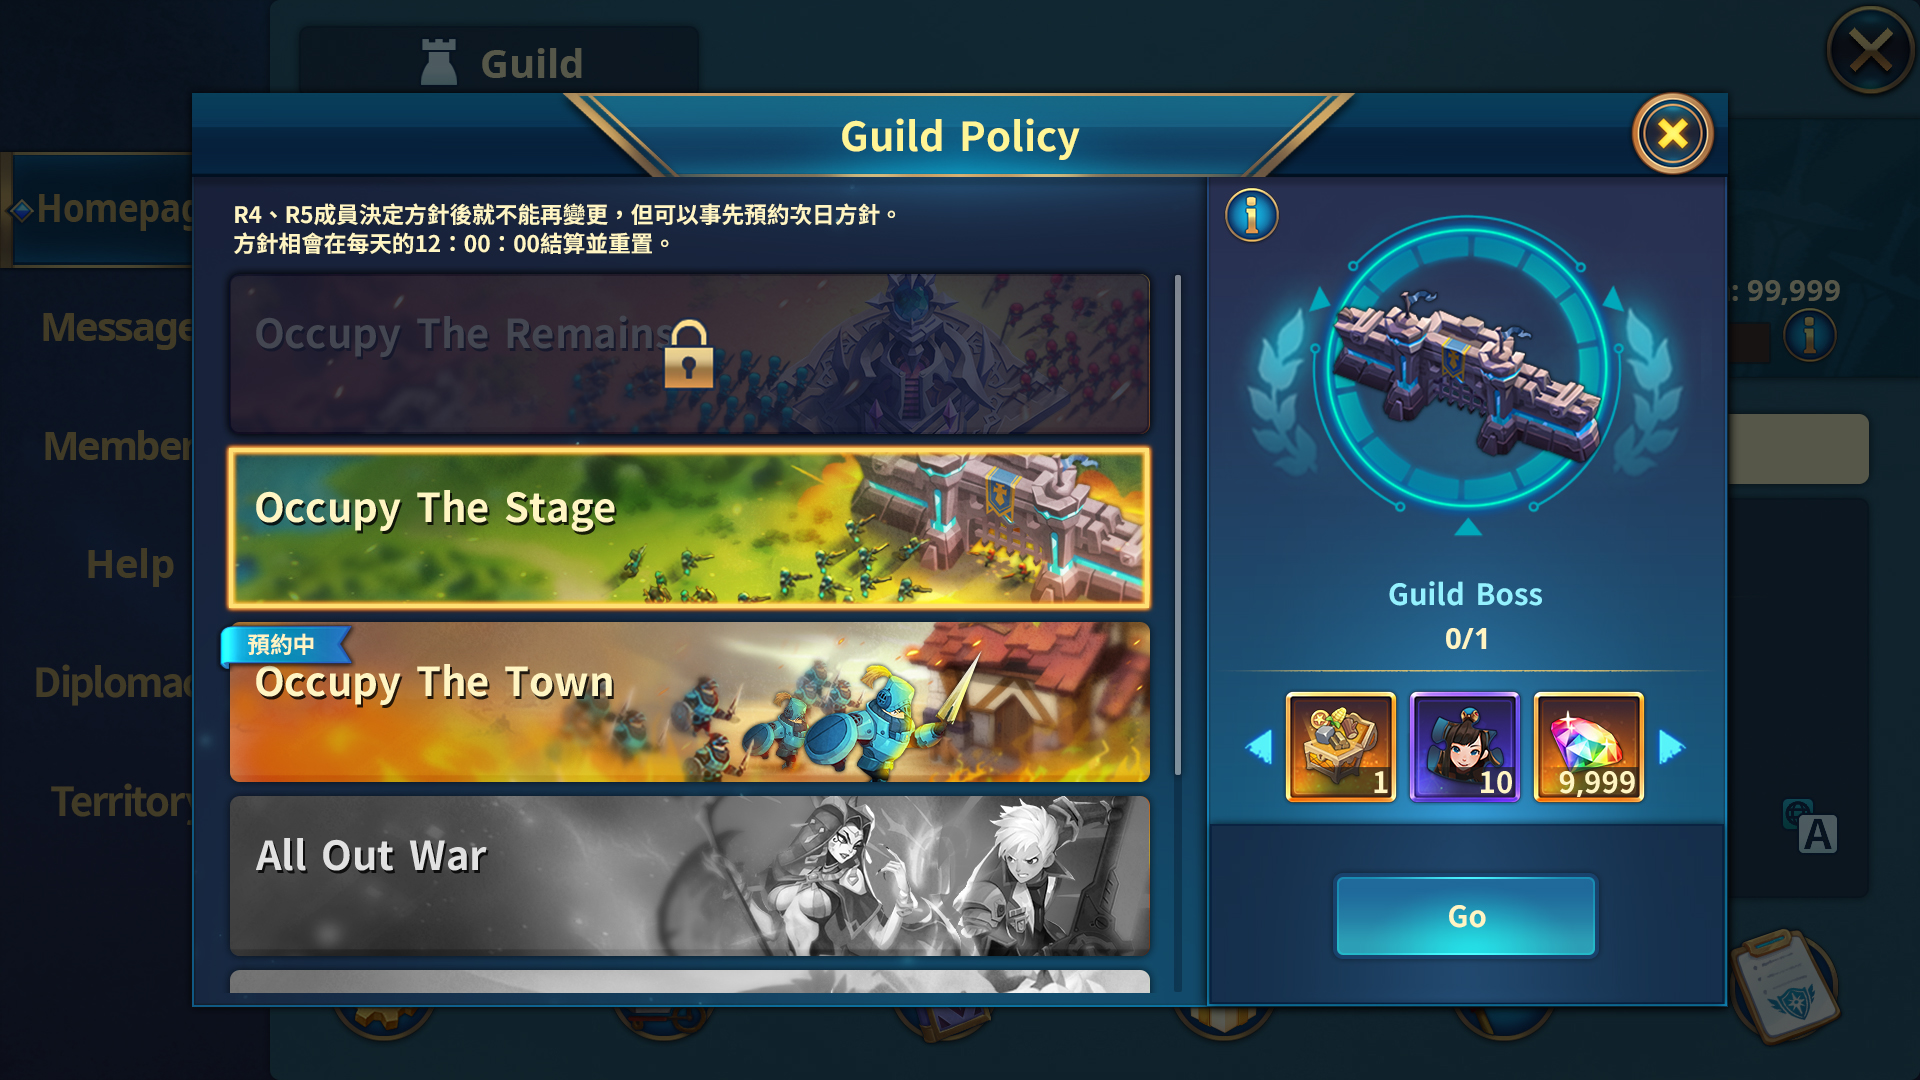 Guild
Guild Policy
R4、R5成員決定方針後就不能再變更，但可以事先預約次日方針。
方針相會在每天的12：00：00結算並重置。
Homepag
Message
Member
Help
Diplomac
Territory
Occupy The Remains
Occupy The Stage
預約中
Occupy The Town
All Out War
: 99,999
Guild Boss
0/1
1
10
9,999
Go
A